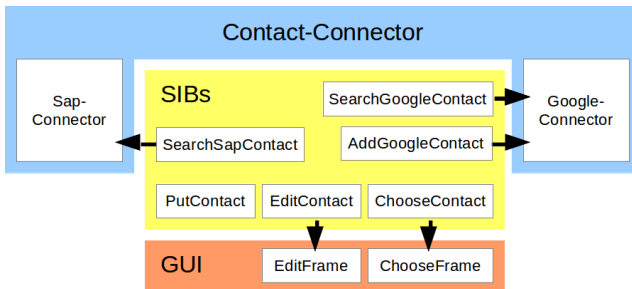 Contact-Connector
Sap-
Connector
SIBs
SearchGoogleContact
Google-
Connector
SearchSapContact
AddGoogleContact
PutContact
EditContact
ChooseContact
GUI
EditFrame
ChooseFrame